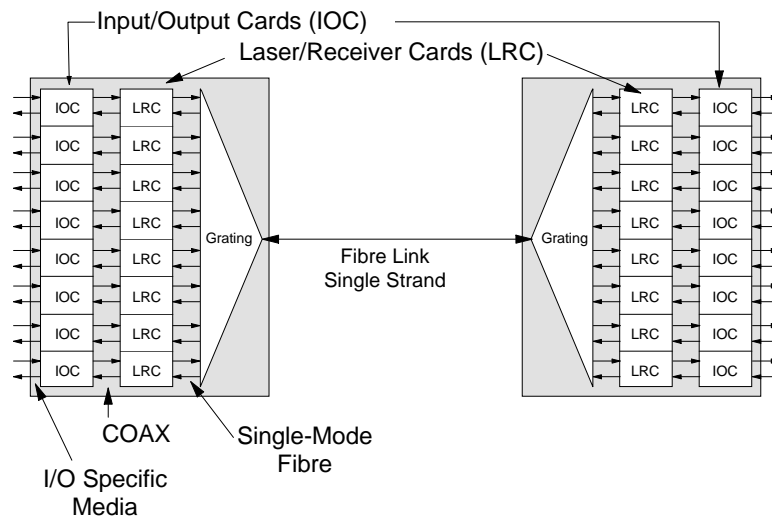 Input/Output Cards (IOC)
Laser/Receiver Cards (LRC)
IOC LRC LRC IOC
IOC LRC LRC IOC
IOC LRC LRC IOC
IOC LRC LRC IOC
Grating Grating
Fibre Link
Single Strand
IOC LRC LRC IOC
IOC LRC LRC IOC
IOC LRC LRC IOC
IOC LRC LRC IOC
COAX
Single-Mode
Fibre
I/O Specific
Media